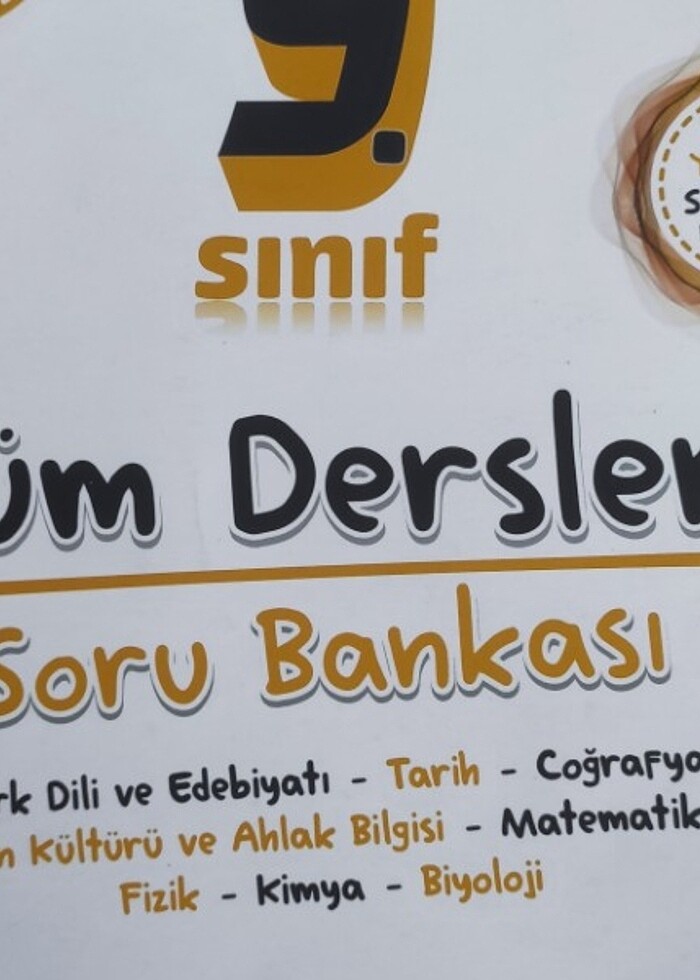 9.
sınıf
üm Dersler
Soru Bankası
rk Dili ve Edebiyatı - Tarih - Coğrafya
n Kültürü ve Ahlak Bilgisi - Matematik
Fizik - Kimya - Biyoloji